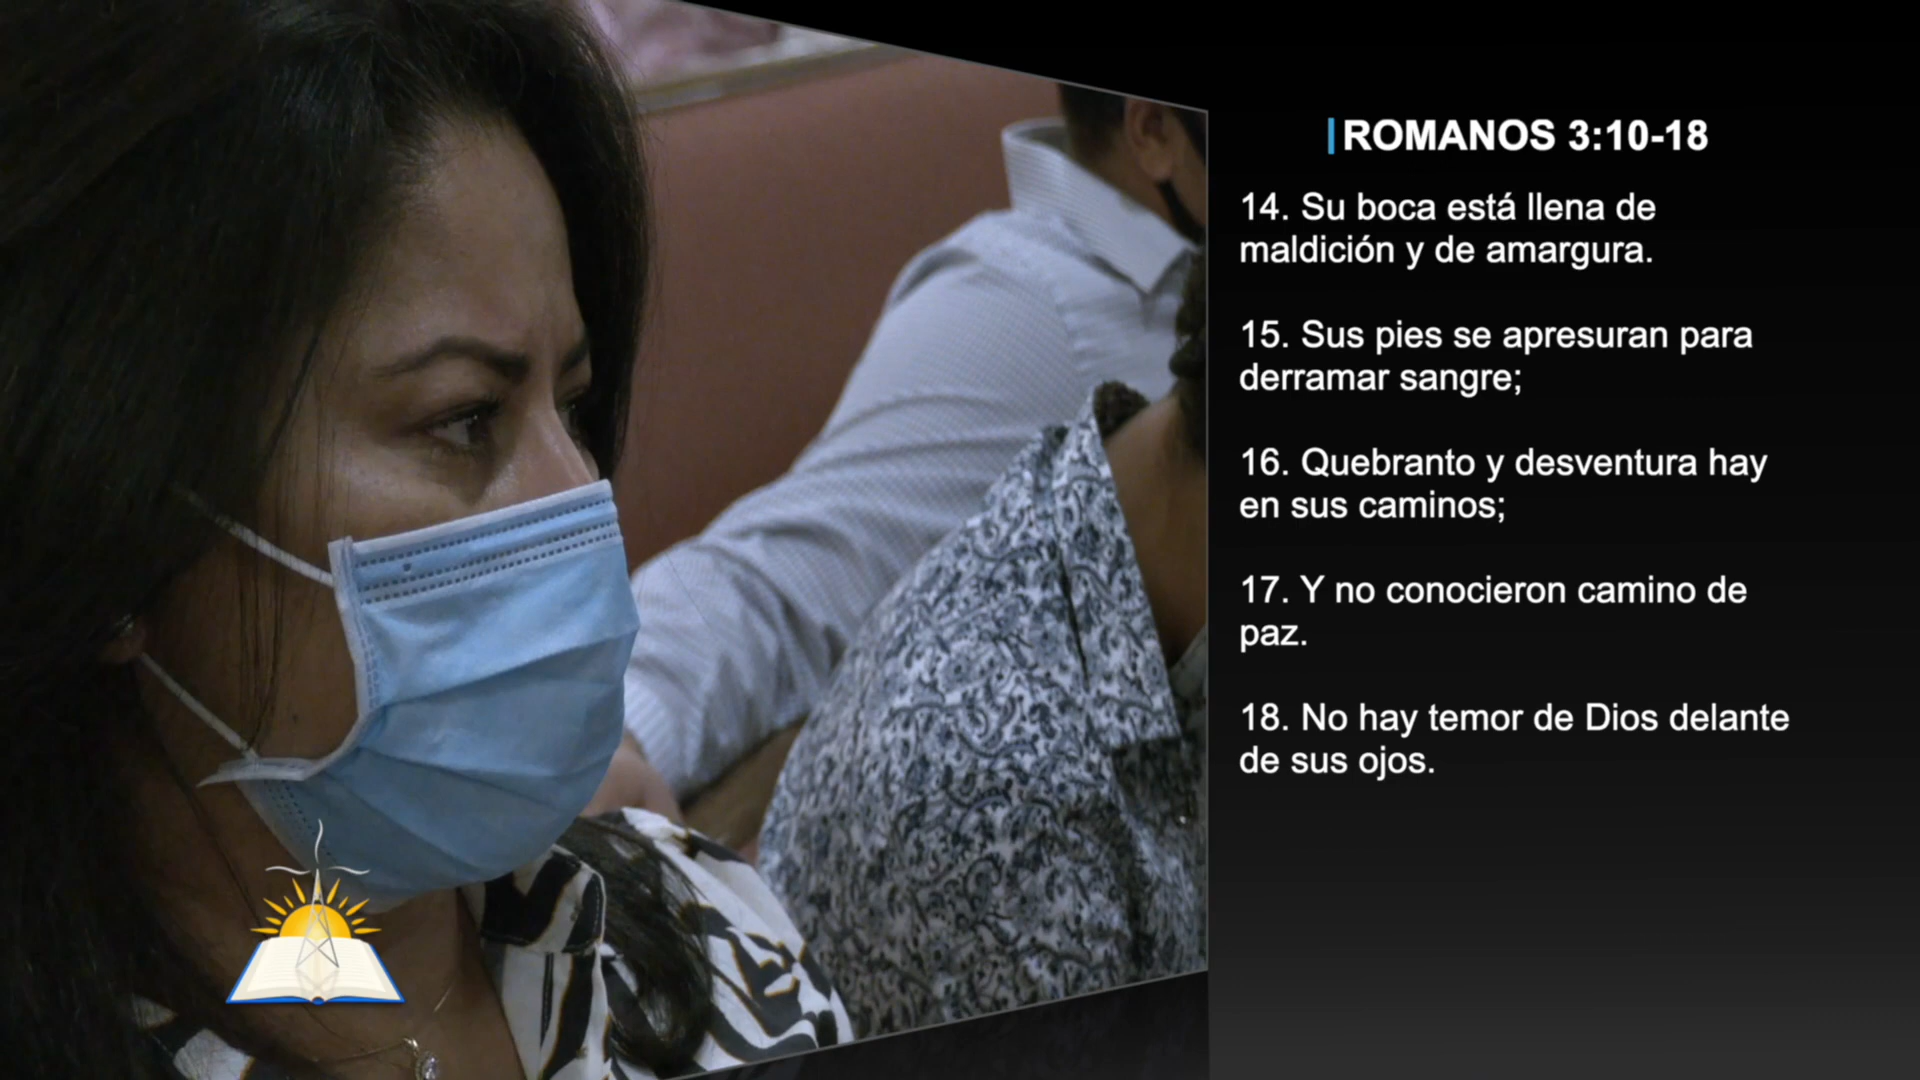 ROMANOS 3:10-18
14. Su boca está llena de
maldición y de amargura.
15. Sus pies se apresuran para
derramar sangre;
16. Quebranto y desventura hay
en sus caminos;
17. Y no conocieron camino de
paz.
18. No hay temor de Dios delante
de sus ojos.